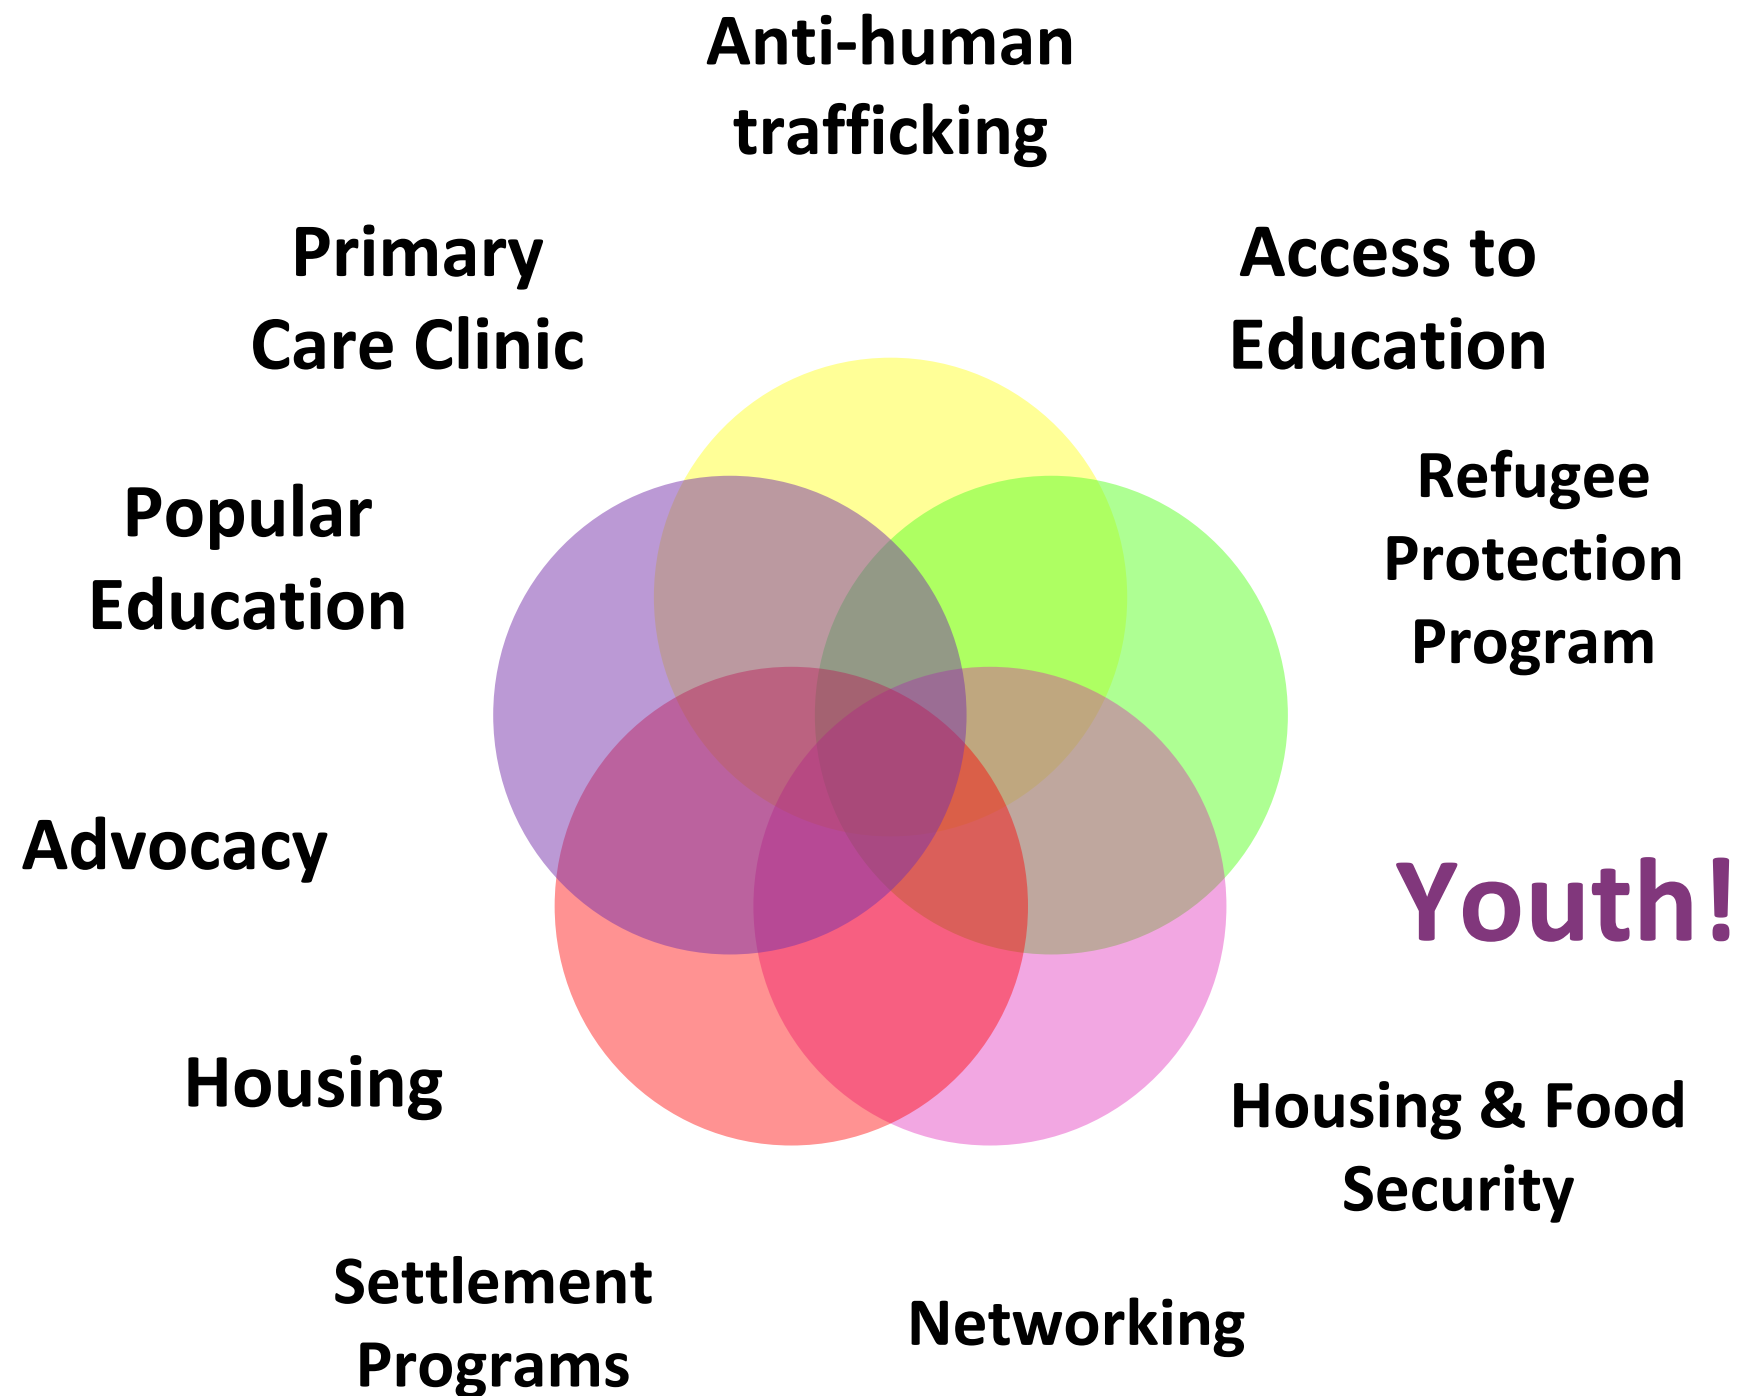 Anti-human
trafficking
Primary
Care Clinic
Access to
Education
Refugee
Protection
Program
Popular
Education
Advocacy
Youth!
Housing
Housing & Food
Security
Settlement
Programs
Networking